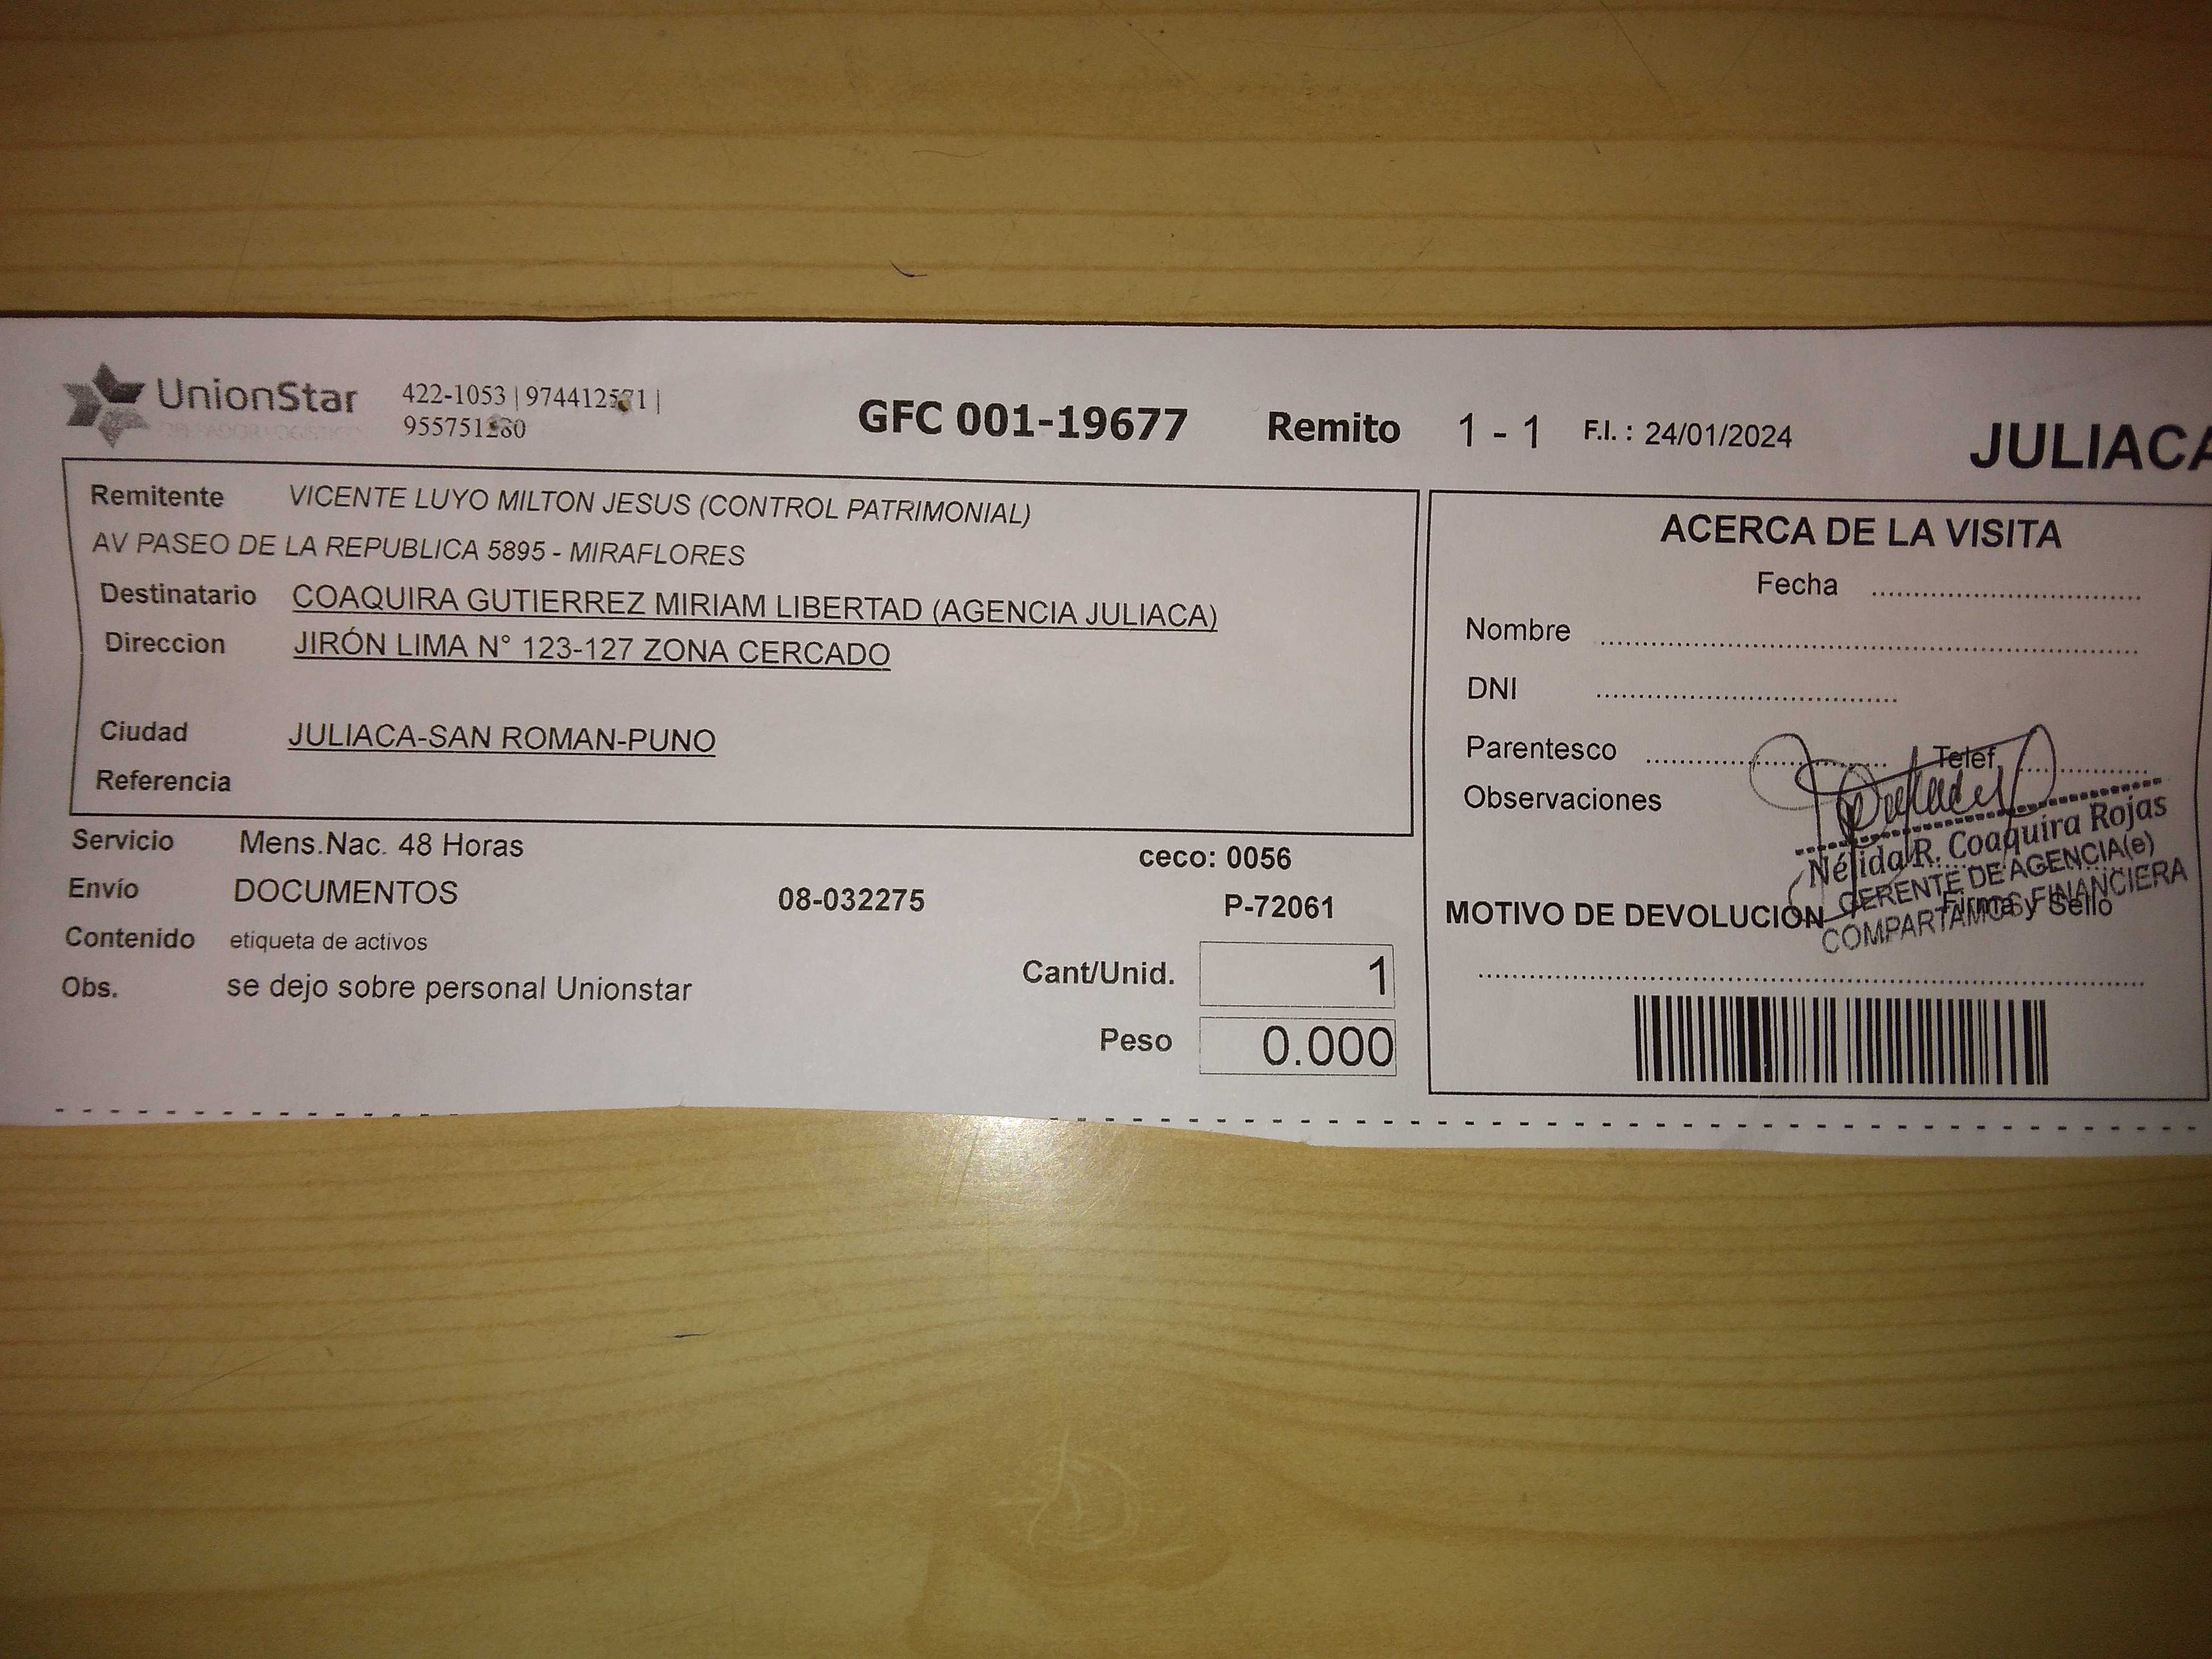 UnionStar
422-1053 | 974412571 |
955751280
GFC 001-19677 Remito 1 - 1 F.I. : 24/01/2024
JULIACA
Remitente VICENTE LUYO MILTON JESUS (CONTROL PATRIMONIAL)
AV PASEO DE LA REPUBLICA 5895 - MIRAFLORES
Destinatario COAQUIRA GUTIERREZ MIRIAM LIBERTAD (AGENCIA JULIACA)
Direccion JIRÓN LIMA N° 123-127 ZONA CERCADO
Ciudad JULIACA-SAN ROMAN-PUNO
Referencia
Servicio Mens.Nac. 48 Horas
ceco: 0056
Envío DOCUMENTOS 08-032275 P-72061
Contenido etiqueta de activos
Obs. se dejo sobre personal Unionstar
Cant/Unid. 1
Peso 0.000
ACERCA DE LA VISITA
Fecha
Nombre
DNI
Parentesco Telef.
Observaciones
Nélida R. Coaquira Rojas
GERENTE DE AGENCIA(e)
COMPARTAMOS FINANCIERA
Firma y Sello
MOTIVO DE DEVOLUCIÓN